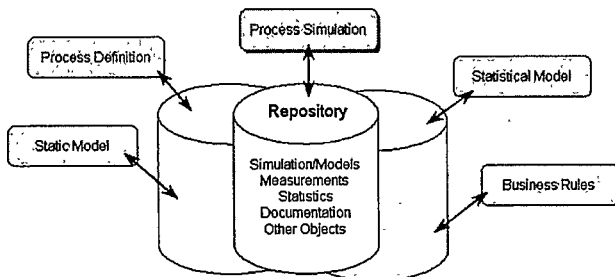 Process Simulation
Process Definition
Statistical Model
Repository
Static Model
Simulation/Models
Measurements
Statistics
Documentation
Other Objects
Business Rules